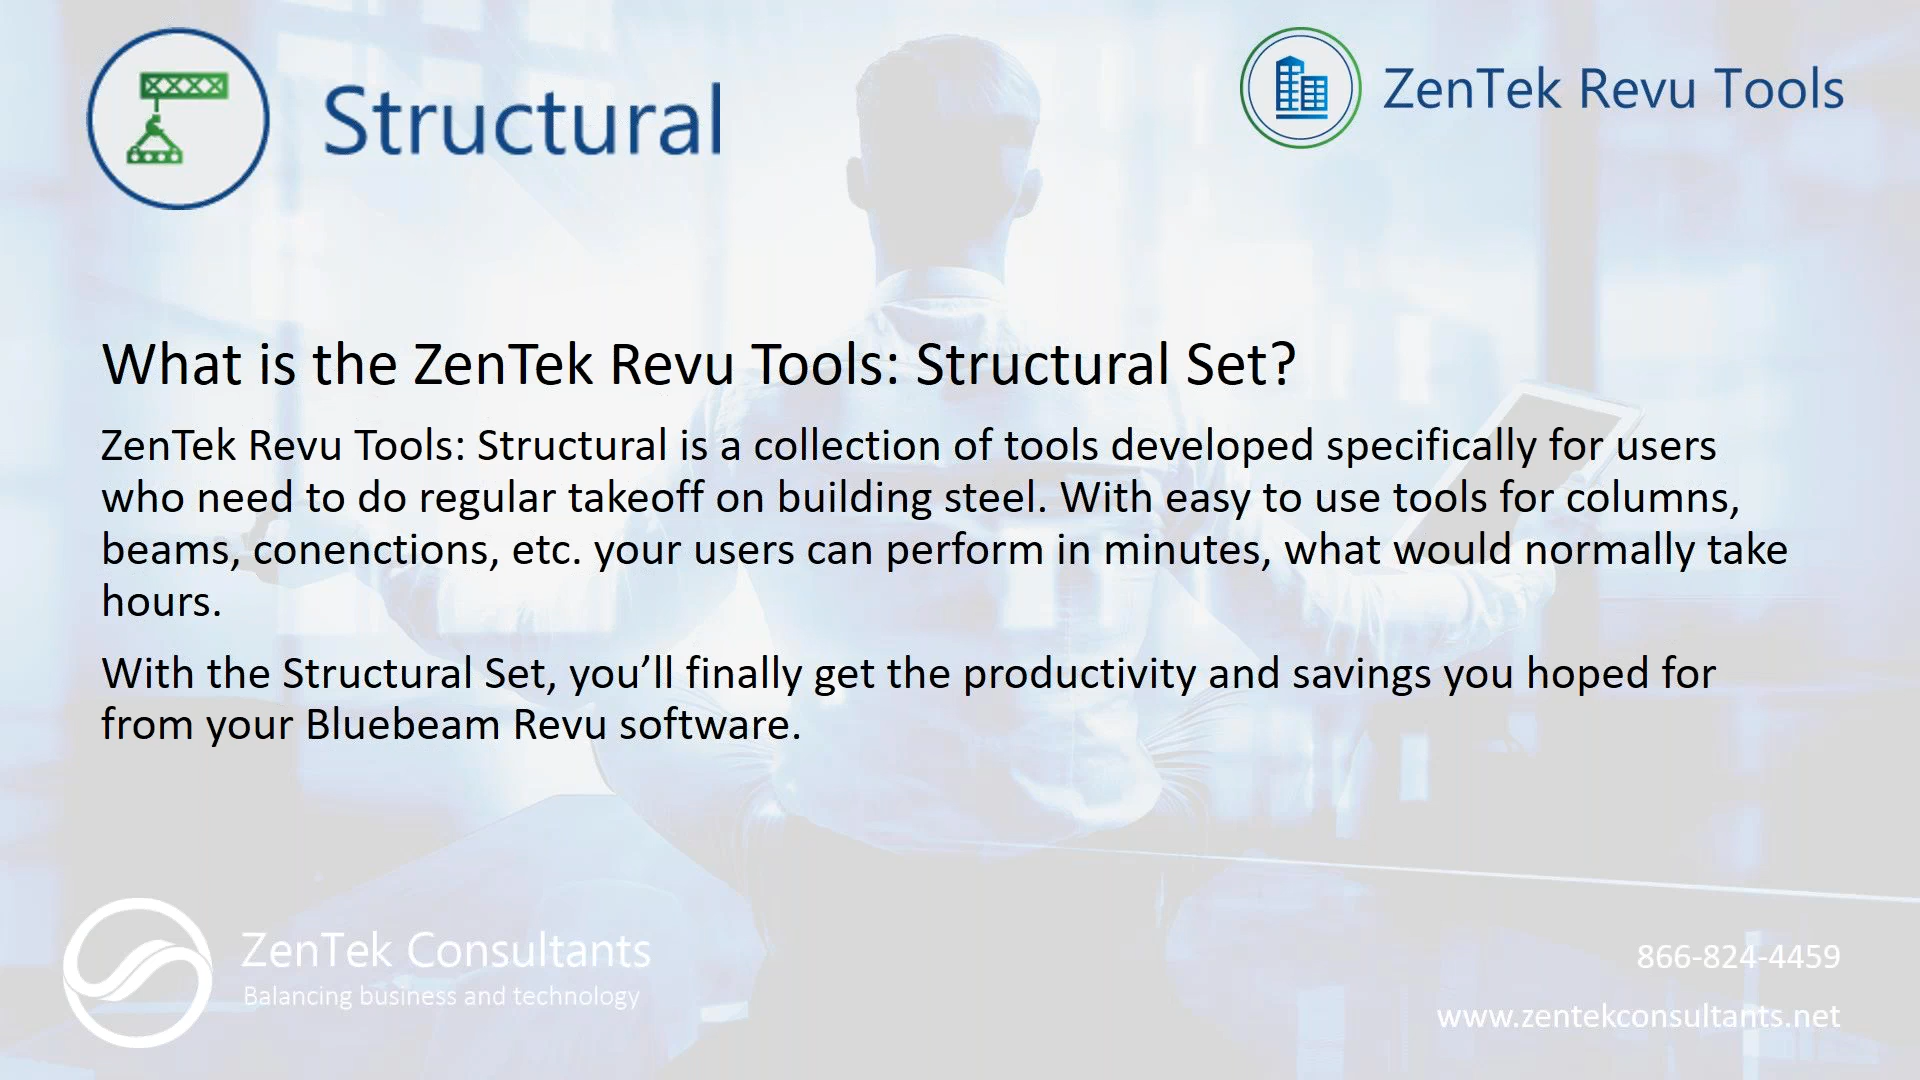 Structural
ZenTek Revu Tools
What is the ZenTek Revu Tools: Structural Set?
ZenTek Revu Tools: Structural is a collection of tools developed specifically for users
who need to do regular takeoff on building steel. With easy to use tools for columns,
beams, conenctions, etc. your users can perform in minutes, what would normally take
hours.
With the Structural Set, you’ll finally get the productivity and savings you hoped for
from your Bluebeam Revu software.
ZenTek Consultants
Balancing business and technology
866-824-4459
www.zentekconsultants.net